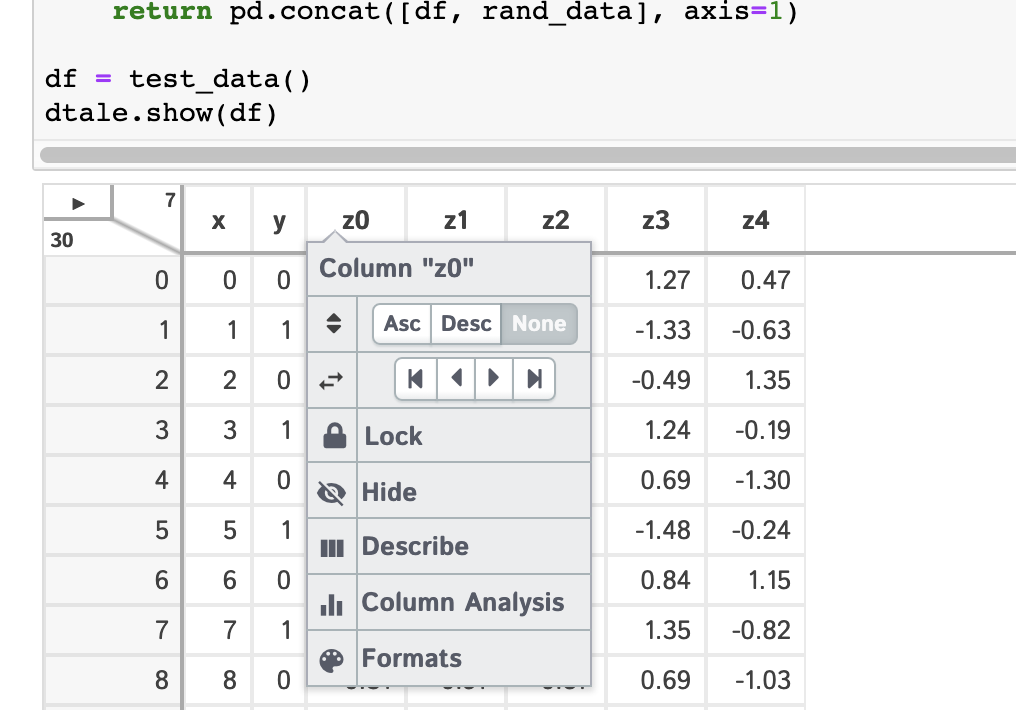 return pd.concat([df, rand_data], axis=1)
df = test_data()
dtale.show(df)
7
30
x y z0 z1 z2 z3 z4
Column "z0"
Asc Desc None
Lock
Hide
Describe
Column Analysis
Formats
0 0 0 1.27 0.47
1 1 1 -1.33 -0.63
2 2 0 -0.49 1.35
3 3 1 1.24 -0.19
4 4 0 0.69 -1.30
5 5 1 -1.48 -0.24
6 6 0 0.84 1.15
7 7 1 1.35 -0.82
8 8 0 0.69 -1.03